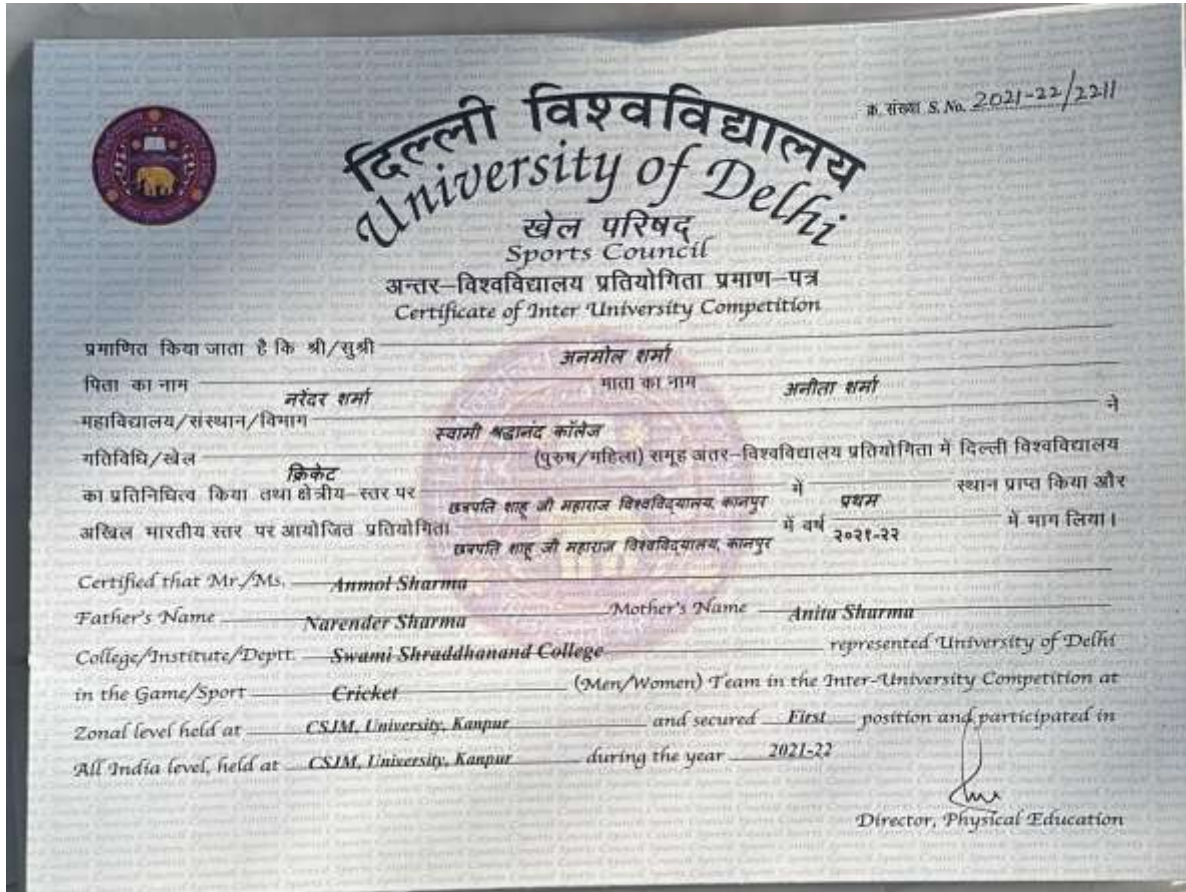 क्र. संख्या S. No. 2021-22/2211
दिल्ली विश्वविद्यालय
University of Delhi
खेल परिषद्
Sports Council
अन्तर–विश्वविद्यालय प्रतियोगिता प्रमाण–पत्र
Certificate of Inter University Competition
प्रमाणित किया जाता है कि श्री/सुश्री अनमोल शर्मा
पिता का नाम नरेंदर शर्मा माता का नाम अनीता शर्मा
महाविद्यालय/संस्थान/विभाग स्वामी श्रद्धानंद कॉलेज ने
गतिविधि/खेल क्रिकेट (पुरुष/महिला) समूह अंतर–विश्वविद्यालय प्रतियोगिता में दिल्ली विश्वविद्यालय
का प्रतिनिधित्व किया तथा क्षेत्रीय–स्तर पर छत्रपति शाहू जी महाराज विश्वविद्यालय, कानपुर में प्रथम स्थान प्राप्त किया और
अखिल भारतीय स्तर पर आयोजित प्रतियोगिता छत्रपति शाहू जी महाराज विश्वविद्यालय, कानपुर में वर्ष २०२१-२२ में भाग लिया।
Certified that Mr./Ms. Anmol Sharma
Father's Name Narender Sharma Mother's Name Anita Sharma
College/Institute/Deptt. Swami Shraddhanand College represented University of Delhi
in the Game/Sport Cricket (Men/Women) Team in the Inter-University Competition at
Zonal level held at CSJM, University, Kanpur and secured First position and participated in
All India level, held at CSJM, University, Kanpur during the year 2021-22
Director, Physical Education